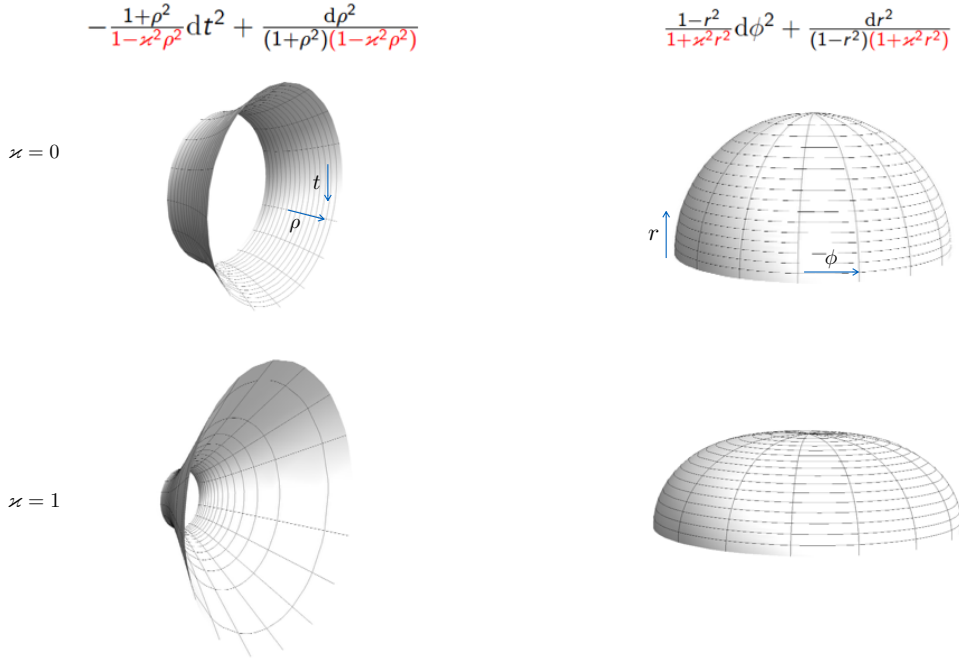 $-\frac{1+\rho^2}{1-\varkappa^2\rho^2}\mathrm{d}t^2 + \frac{\mathrm{d}\rho^2}{(1+\rho^2)(1-\varkappa^2\rho^2)}$
$\frac{1-r^2}{1+\varkappa^2r^2}\mathrm{d}\phi^2 + \frac{\mathrm{d}r^2}{(1-r^2)(1+\varkappa^2r^2)}$
$\varkappa = 0$
$t$
$\rho$
$r$
$\phi$
$\varkappa = 1$